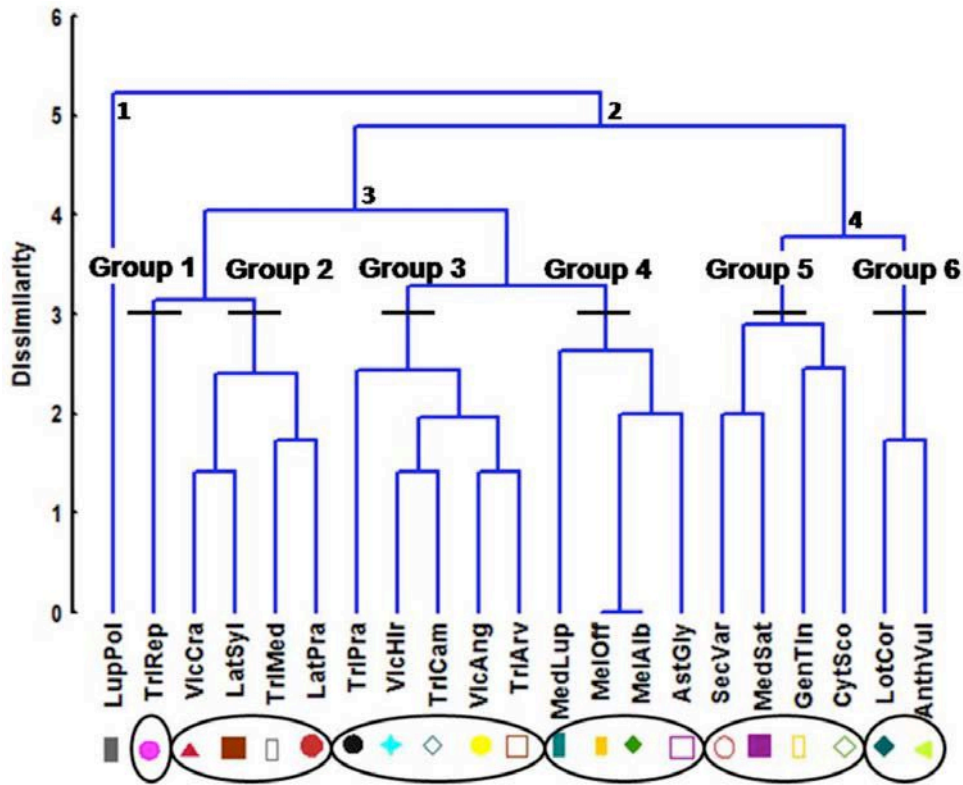 6
5
4
3
2
1
0
Dissimilarity
1
2
3
4
Group 1
Group 2
Group 3
Group 4
Group 5
Group 6
LupPol
TriRep
VicCra
LatSyl
TriMed
LatPra
TriPra
VicHir
TriCam
VicAng
TriArv
MedLup
MelOff
MelAlb
AstGly
SecVar
MedSat
GenTin
CytSco
LotCor
AnthVul